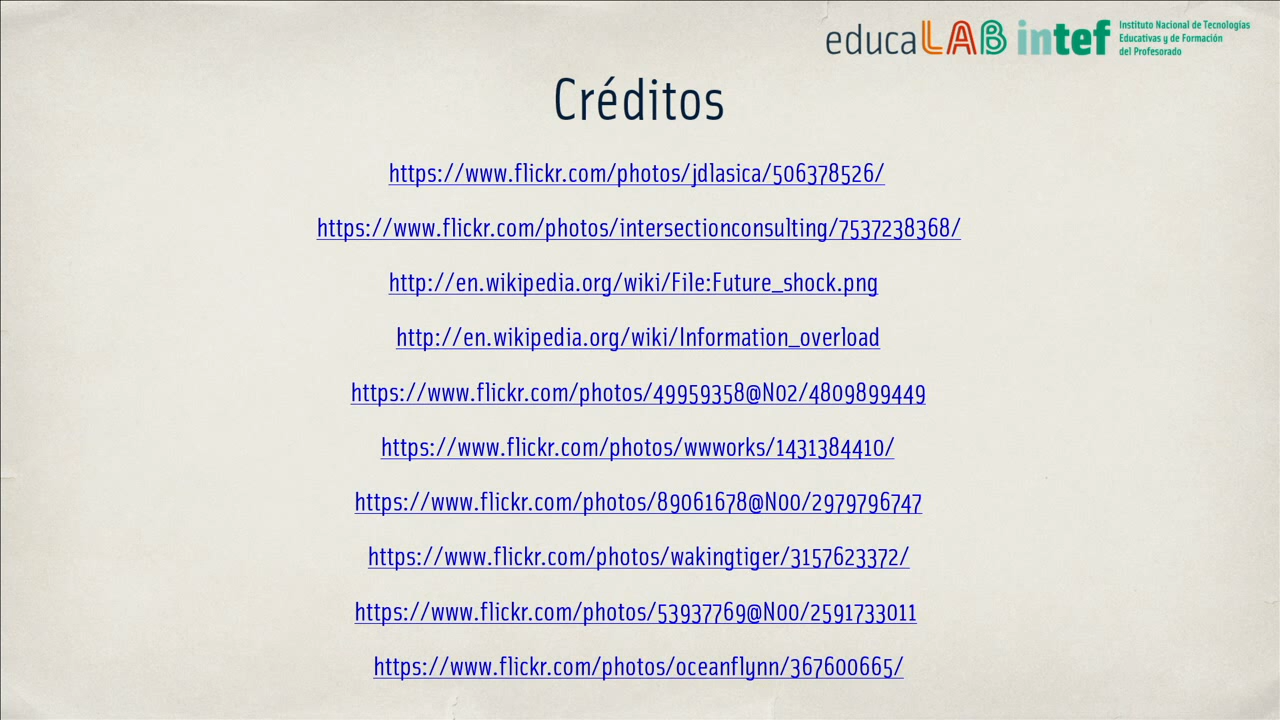 educaLAB intef Instituto Nacional de Tecnologías
Educativas y de Formación
del Profesorado
Créditos
https://www.flickr.com/photos/jdlasica/506378526/
https://www.flickr.com/photos/intersectionconsulting/7537238368/
http://en.wikipedia.org/wiki/File:Future_shock.png
http://en.wikipedia.org/wiki/Information_overload
https://www.flickr.com/photos/49959358@N02/4809899449
https://www.flickr.com/photos/wwworks/1431384410/
https://www.flickr.com/photos/89061678@N00/2979796747
https://www.flickr.com/photos/wakingtiger/3157623372/
https://www.flickr.com/photos/53937769@N00/2591733011
https://www.flickr.com/photos/oceanflynn/367600665/